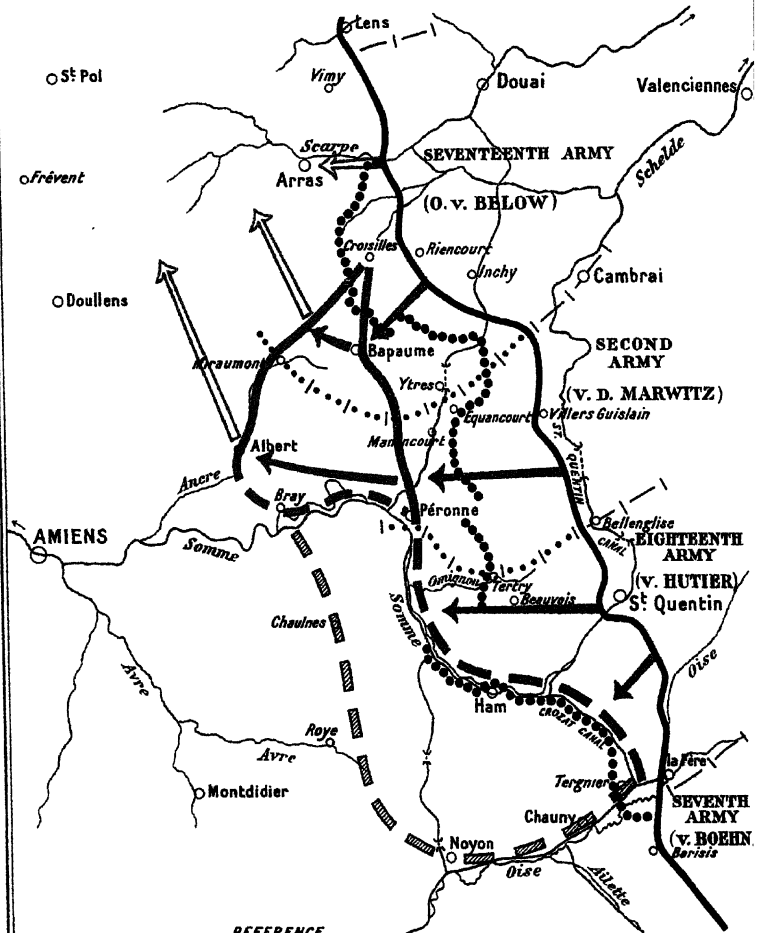 Lens
St. Pol
Vimy
Douai
Valenciennes
Scarpe
SEVENTEENTH ARMY
Schelde
Frévent
Arras
(O. v. BELOW)
Croisilles
Riencourt
Inchy
Cambrai
Doullens
Bapaume
SECOND
ARMY
Miraumont
Ytres
(V. D. MARWITZ)
Equancourt
Villers Guislain
Albert
Manancourt
ST. QUENTIN
Ancre
Bray
Péronne
AMIENS
Somme
Bellenglise
CANAL
EIGHTEENTH
ARMY
Omignon
Tertry
(v. HUTIER)
Beauvois
St. Quentin
Somme
Chaulnes
Oise
Avre
Ham
CROZAT CANAL
Roye
Avre
la Fère
Tergnier
Montdidier
SEVENTH
ARMY
Chauny
(v. BOEHN
Noyon
Barisis
Oise
Ailette
REFERENCE